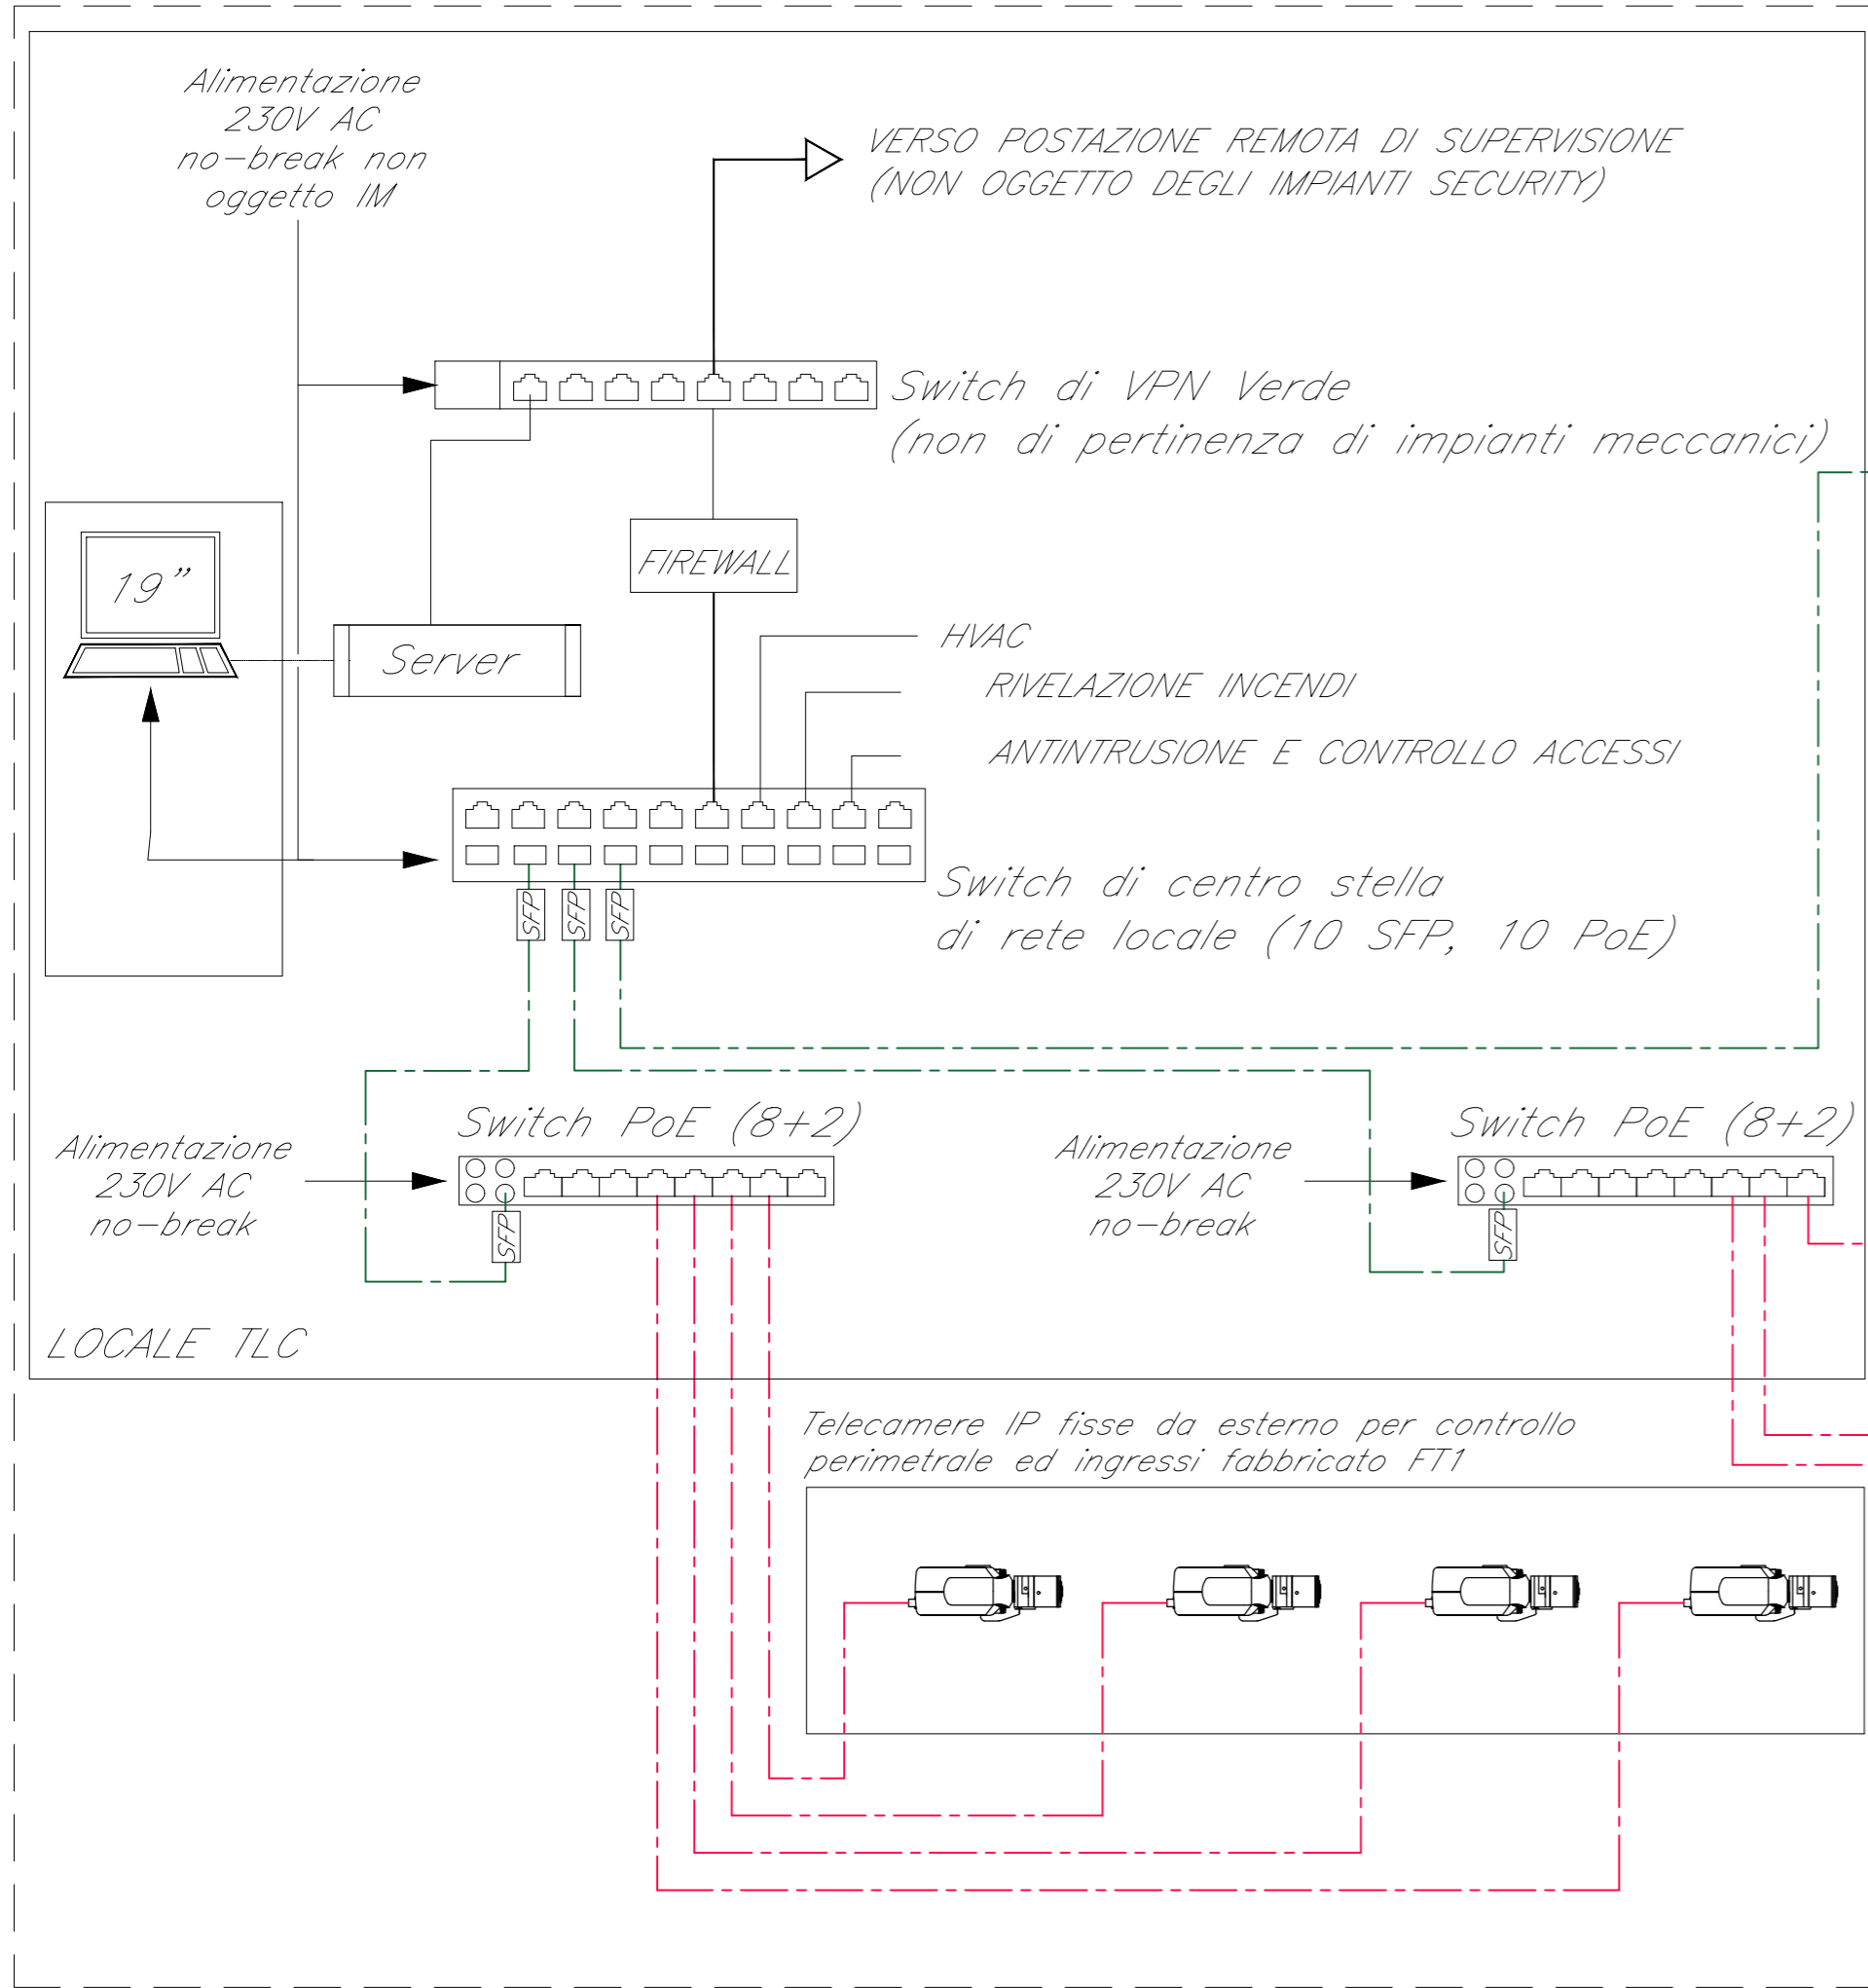 Alimentazione
230V AC
no-break non
oggetto IM
VERSO POSTAZIONE REMOTA DI SUPERVISIONE
(NON OGGETTO DEGLI IMPIANTI SECURITY)
Switch di VPN Verde
(non di pertinenza di impianti meccanici)
19"
FIREWALL
Server
HVAC
RIVELAZIONE INCENDI
ANTINTRUSIONE E CONTROLLO ACCESSI
Switch di centro stella
di rete locale (10 SFP, 10 PoE)
SFP
SFP
SFP
Switch PoE (8+2)
Alimentazione
230V AC
no-break
SFP
Switch PoE (8+2)
Alimentazione
230V AC
no-break
SFP
LOCALE TLC
Telecamere IP fisse da esterno per controllo
perimetrale ed ingressi fabbricato FT1